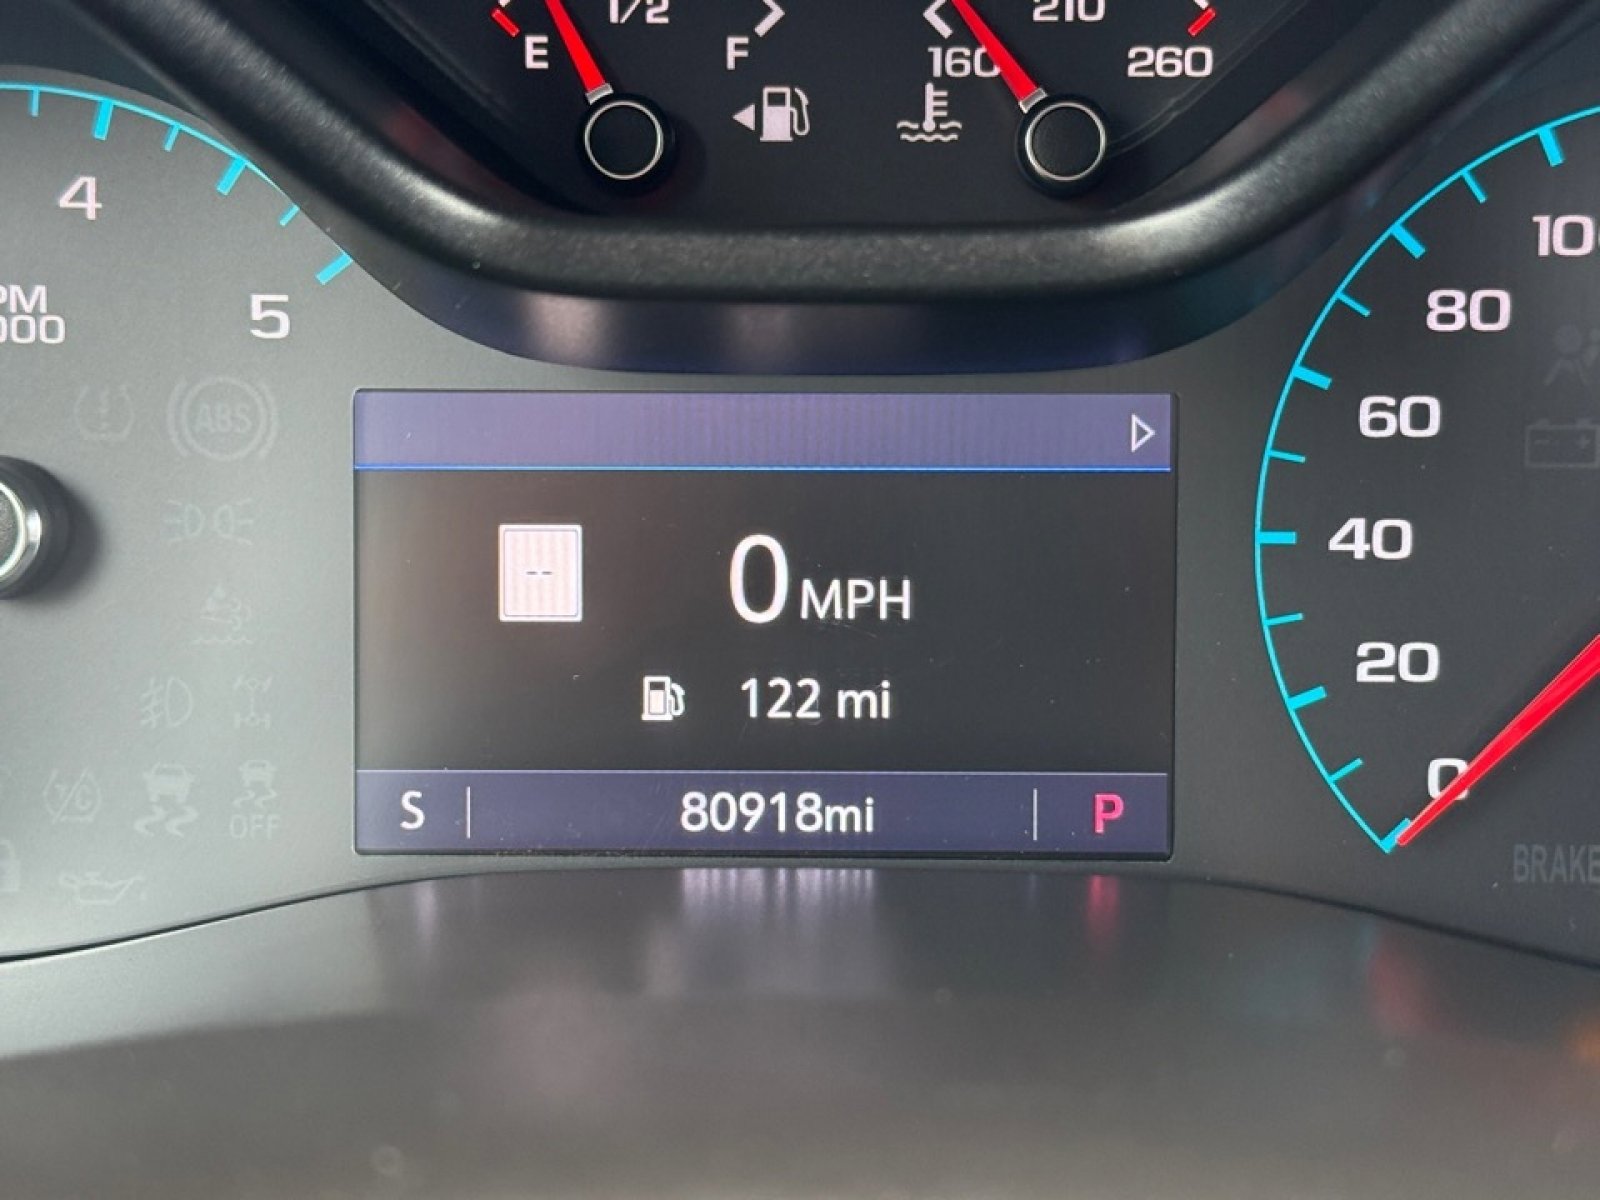 1/2
E
F
210
160
260
4
5
PM
000
ABS
100
80
60
40
20
0
--
0 MPH
122 mi
S
80918mi
P
T/C
OFF
BRAKE